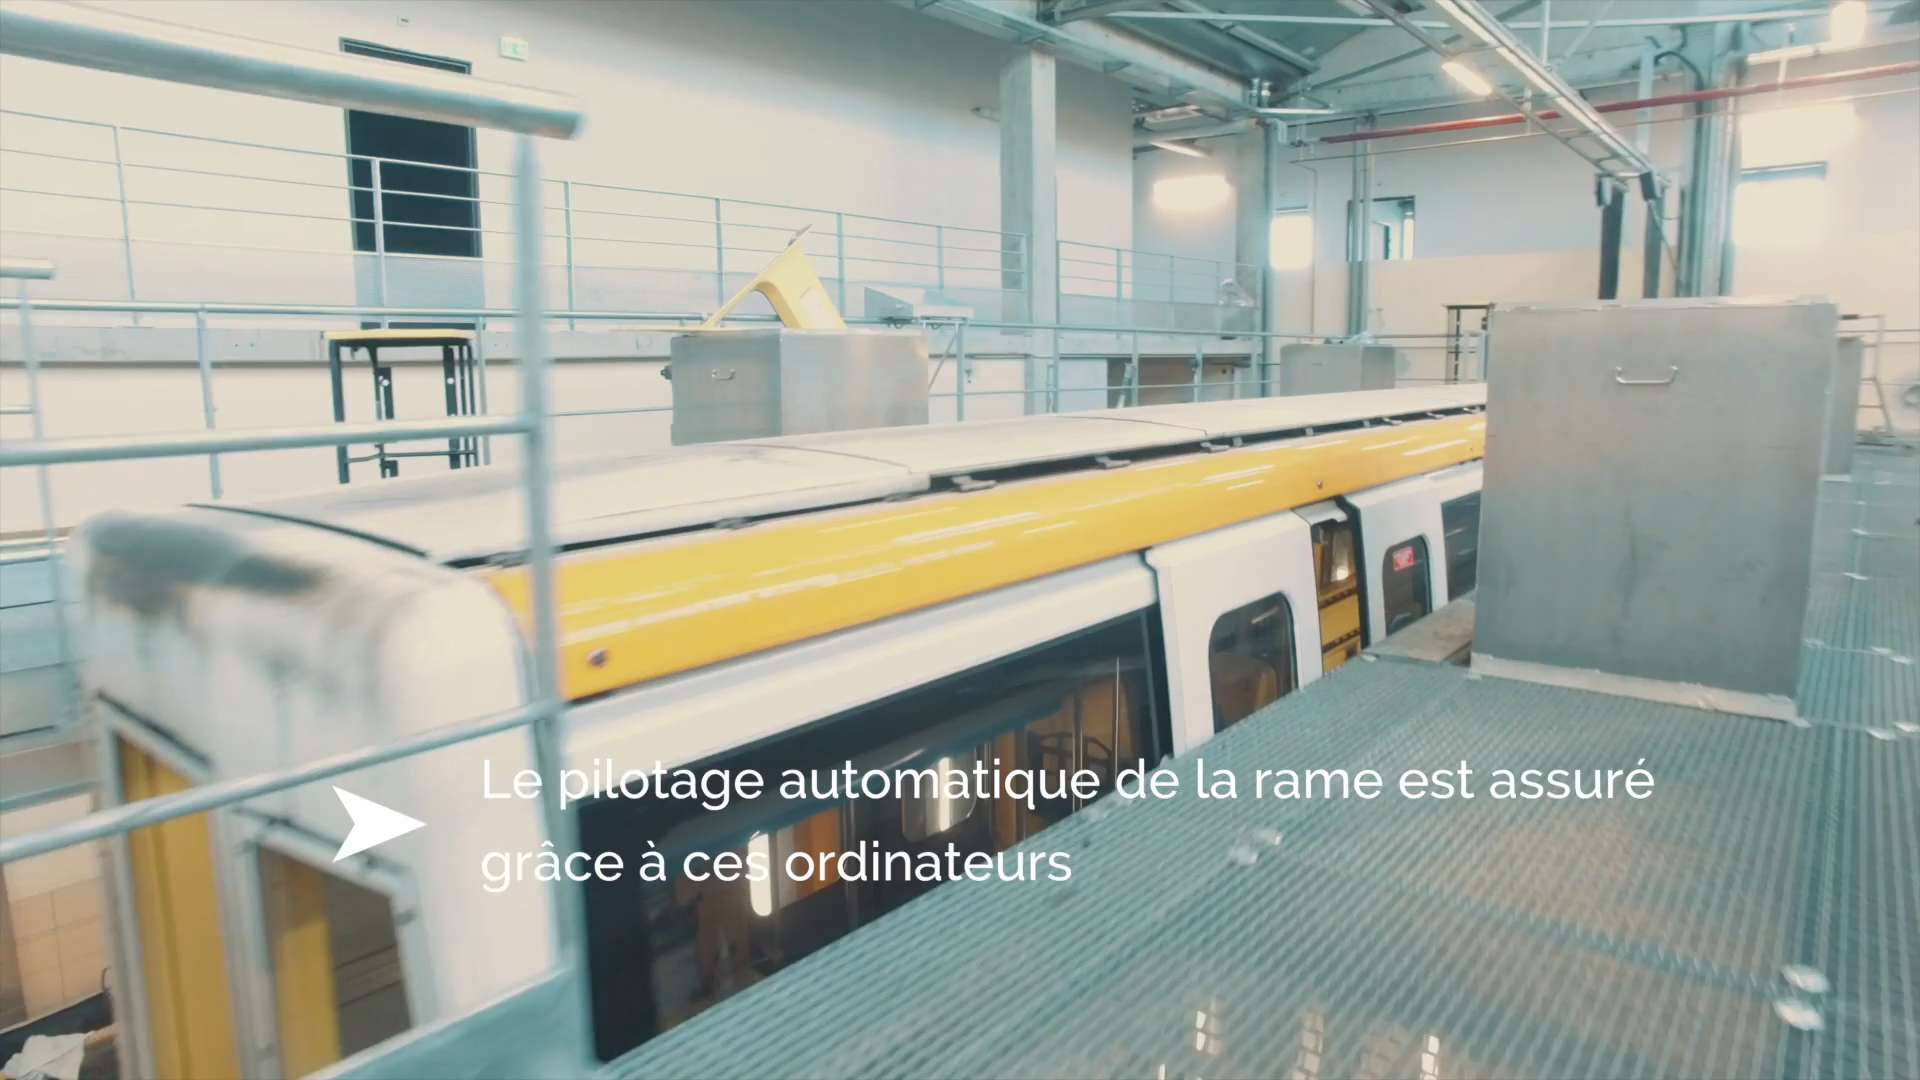 Le pilotage automatique de la rame est assuré
grâce à ces ordinateurs